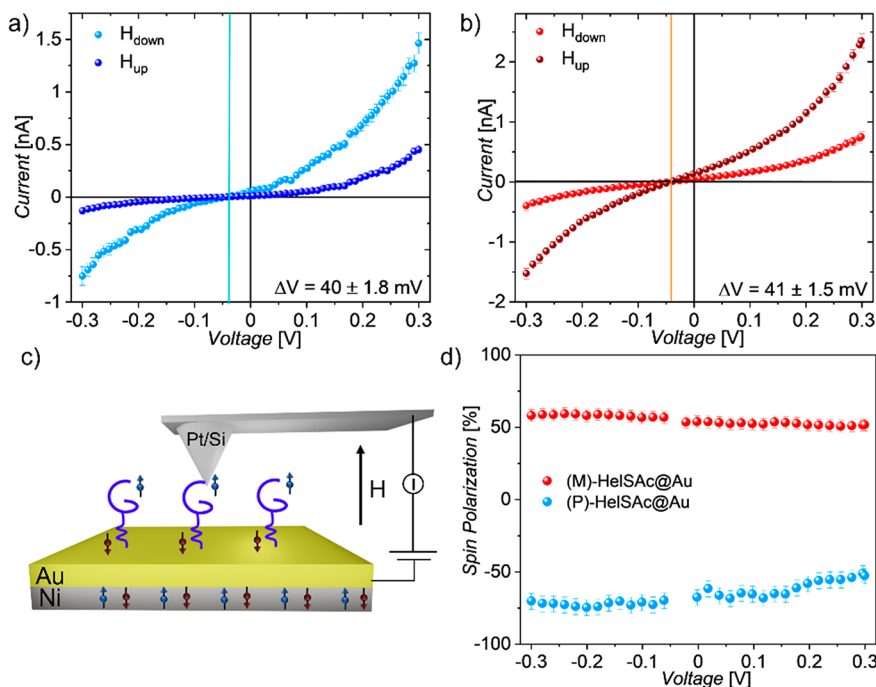 a)
1.5
1.0
0.5
0
-0.5
-1
Current [nA]
H_down
H_up
ΔV = 40 ± 1.8 mV
-0.3 -0.2 -0.1 0 0.1 0.2 0.3
Voltage [V]
b)
2
1
0
-1
-2
Current [nA]
H_down
H_up
ΔV = 41 ± 1.5 mV
-0.3 -0.2 -0.1 0 0.1 0.2 0.3
Voltage [V]
c)
Pt/Si
H
I
Au
Ni
d)
100
50
0
-50
-100
Spin Polarization [%]
(M)-HelSAc@Au
(P)-HelSAc@Au
-0.3 -0.2 -0.1 0 0.1 0.2 0.3
Voltage [V]